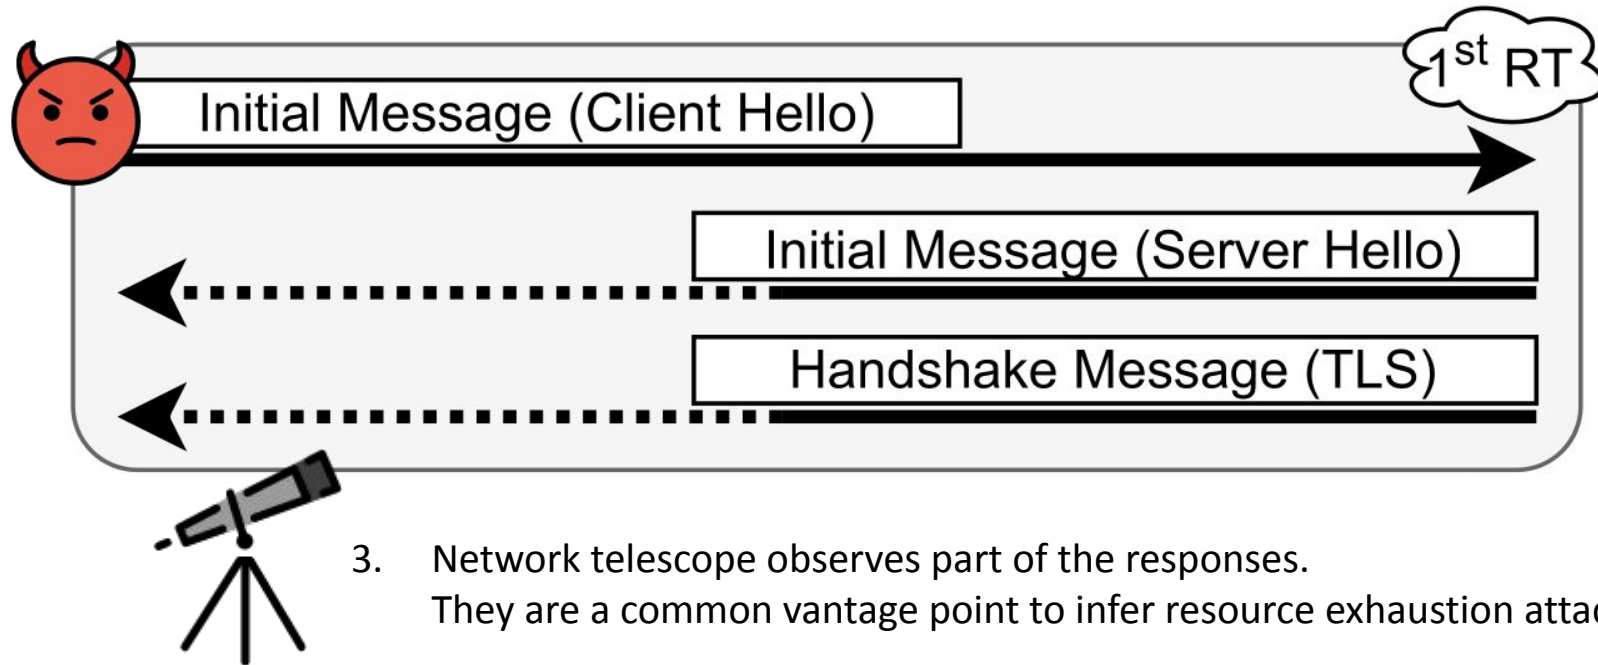 1st RT
Initial Message (Client Hello)
Initial Message (Server Hello)
Handshake Message (TLS)
3. Network telescope observes part of the responses.
They are a common vantage point to infer resource exhaustion